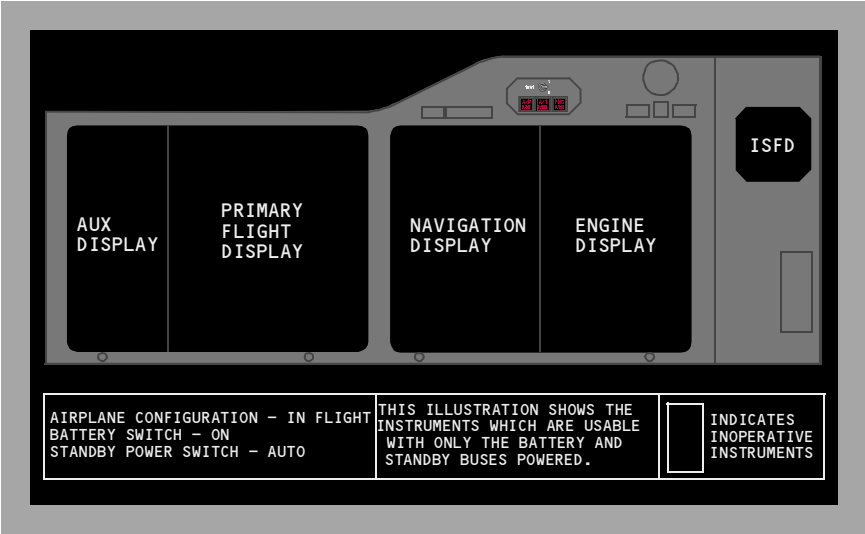 test
ISFD
PRIMARY
FLIGHT
DISPLAY
AUX
DISPLAY
NAVIGATION
DISPLAY
ENGINE
DISPLAY
AIRPLANE CONFIGURATION – IN FLIGHT
BATTERY SWITCH – ON
STANDBY POWER SWITCH – AUTO
THIS ILLUSTRATION SHOWS THE
INSTRUMENTS WHICH ARE USABLE
WITH ONLY THE BATTERY AND
STANDBY BUSES POWERED.
INDICATES
INOPERATIVE
INSTRUMENTS